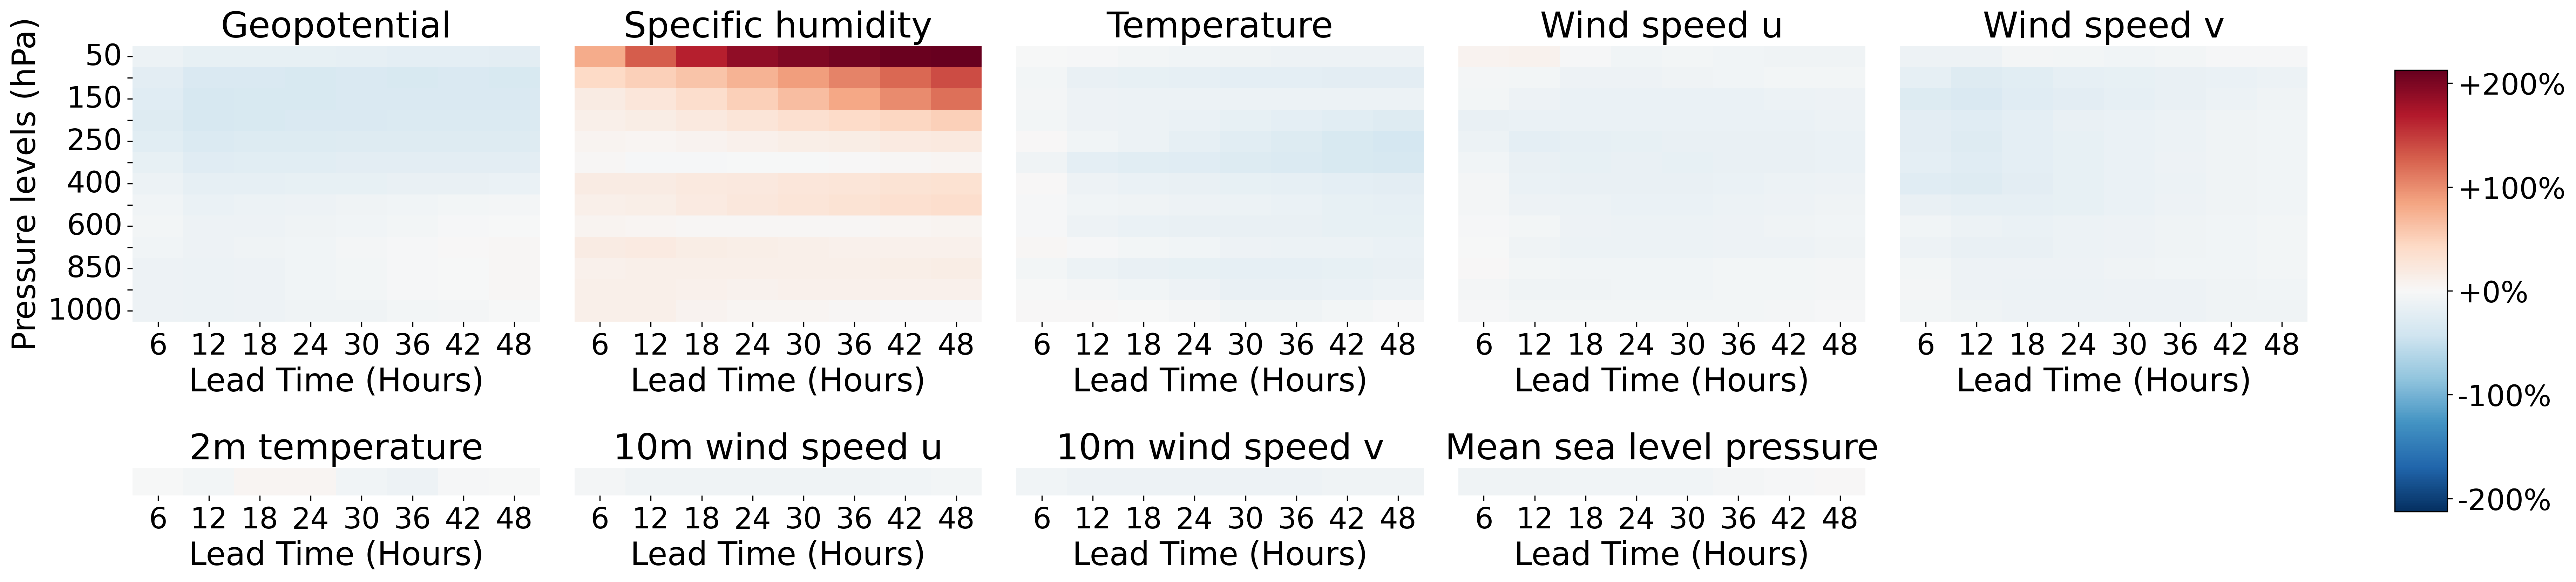 Geopotential
Specific humidity
Temperature
Wind speed u
Wind speed v
Pressure levels (hPa)
50
150
250
400
600
850
1000
6 12 18 24 30 36 42 48
6 12 18 24 30 36 42 48
6 12 18 24 30 36 42 48
6 12 18 24 30 36 42 48
6 12 18 24 30 36 42 48
Lead Time (Hours)
Lead Time (Hours)
Lead Time (Hours)
Lead Time (Hours)
Lead Time (Hours)
+200%
+100%
+0%
-100%
-200%
2m temperature
10m wind speed u
10m wind speed v
Mean sea level pressure
6 12 18 24 30 36 42 48
6 12 18 24 30 36 42 48
6 12 18 24 30 36 42 48
6 12 18 24 30 36 42 48
Lead Time (Hours)
Lead Time (Hours)
Lead Time (Hours)
Lead Time (Hours)